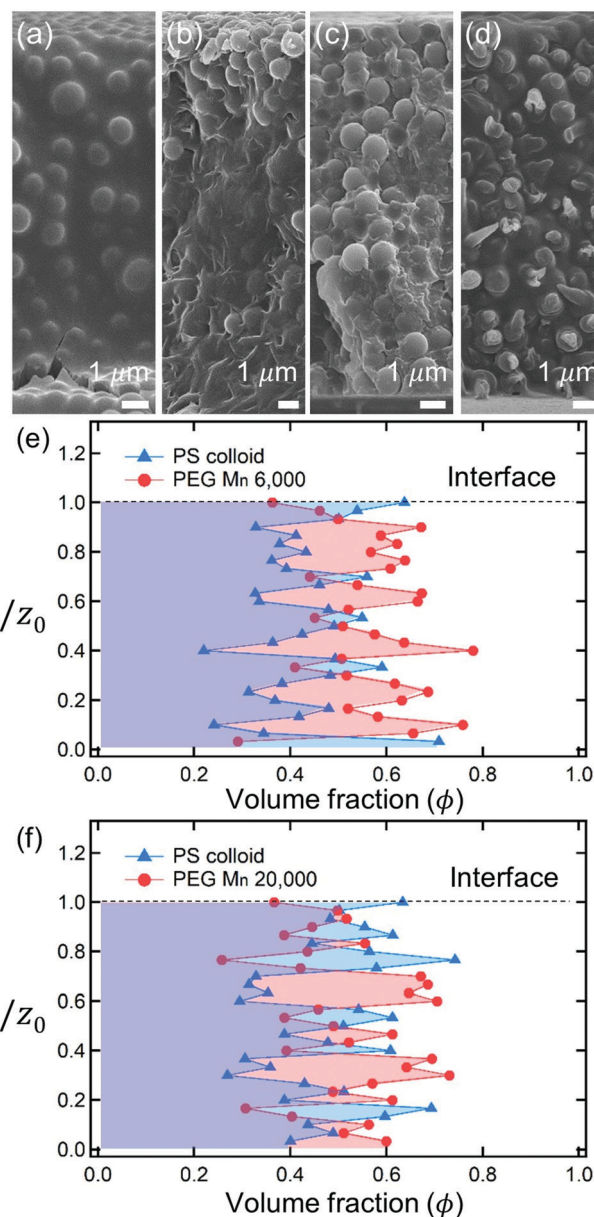 (a) (b) (c) (d)
1 μm 1 μm 1 μm 1 μm
(e)
PS colloid
PEG Mn 6,000
Interface
1.2
1.0
0.8
/z0
0.6
0.4
0.2
0.0
0.0 0.2 0.4 0.6 0.8 1.0
Volume fraction (ϕ)
(f)
PS colloid
PEG Mn 20,000
Interface
1.2
1.0
0.8
/z0
0.6
0.4
0.2
0.0
0.0 0.2 0.4 0.6 0.8 1.0
Volume fraction (ϕ)